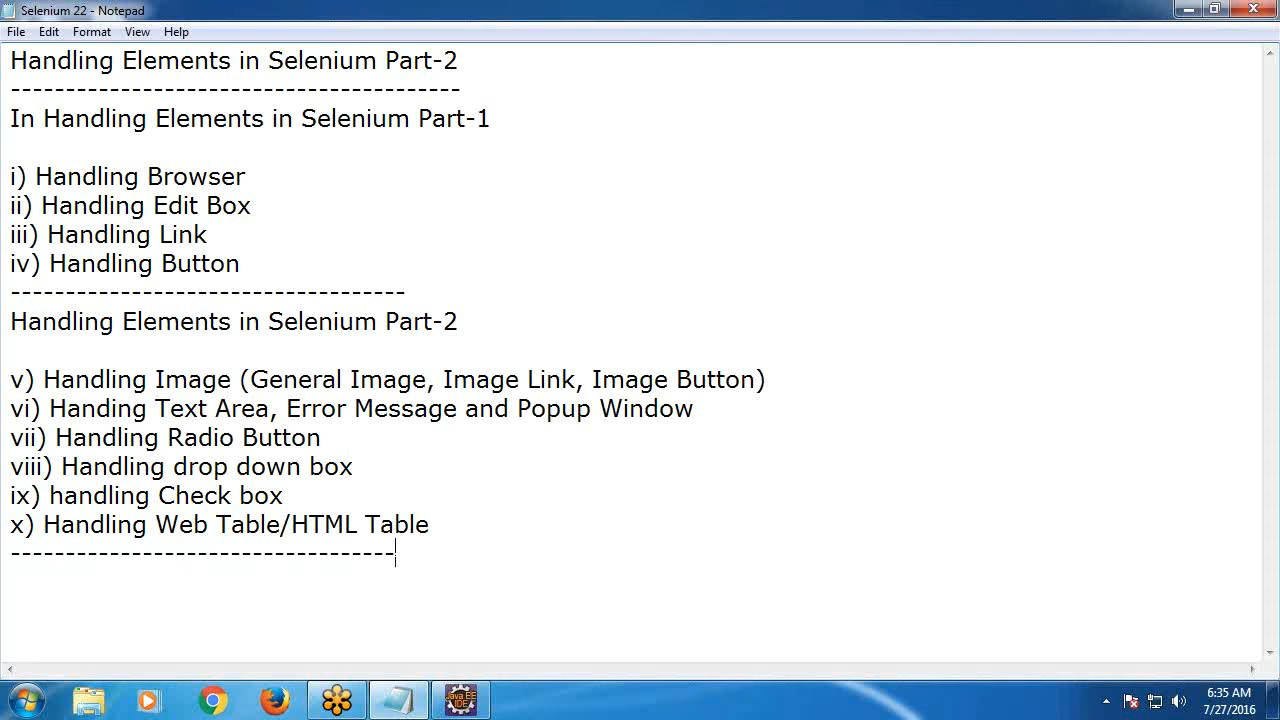 Selenium 22 - Notepad
File Edit Format View Help
Handling Elements in Selenium Part-2
-----------------------------------------
In Handling Elements in Selenium Part-1
i) Handling Browser
ii) Handling Edit Box
iii) Handling Link
iv) Handling Button
------------------------------------
Handling Elements in Selenium Part-2
v) Handling Image (General Image, Image Link, Image Button)
vi) Handing Text Area, Error Message and Popup Window
vii) Handling Radio Button
viii) Handling drop down box
ix) handling Check box
x) Handling Web Table/HTML Table
-----------------------------------
Java EE
IDE
6:35 AM
7/27/2016